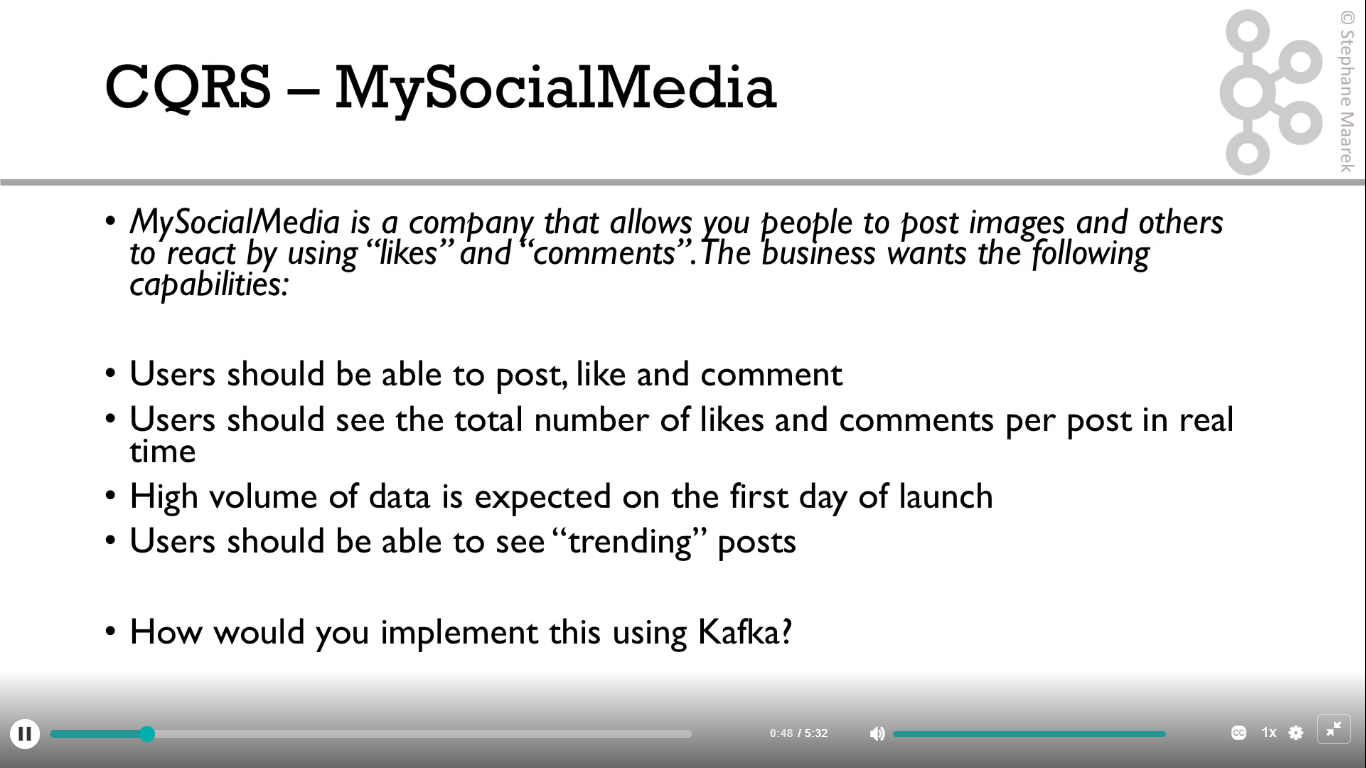 CQRS – MySocialMedia
© Stephane Maarek
• MySocialMedia is a company that allows you people to post images and others
to react by using “likes” and “comments”. The business wants the following
capabilities:
• Users should be able to post, like and comment
• Users should see the total number of likes and comments per post in real
time
• High volume of data is expected on the first day of launch
• Users should be able to see “trending” posts
• How would you implement this using Kafka?
0:48 / 5:32
CC
1x